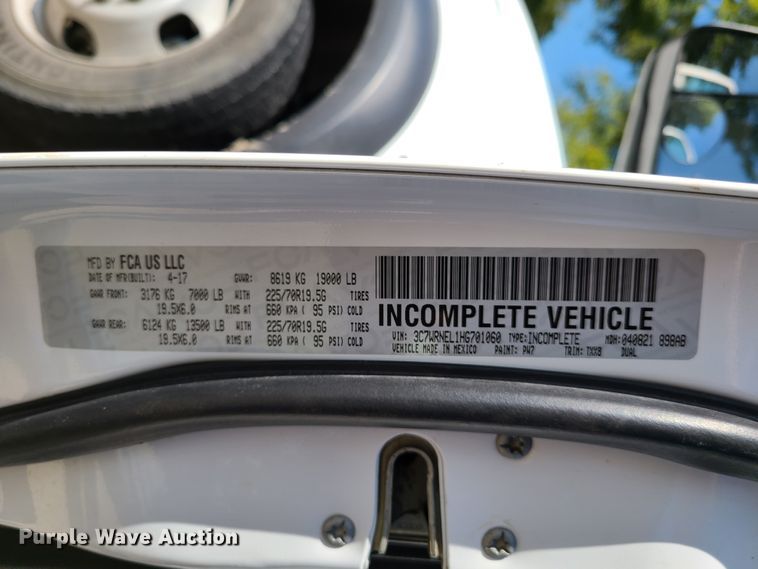 MFD BY FCA US LLC
DATE OF MFR(BUILT): 4-17 GVWR: 8619 KG 19000 LB
GAWR FRONT: 3176 KG 7000 LB WITH 225/70R19.5G TIRES
19.5X6.0 RIMS AT 660 KPA ( 95 PSI) COLD
GAWR REAR: 6124 KG 13500 LB WITH 225/70R19.5G TIRES
19.5X6.0 RIMS AT 660 KPA ( 95 PSI) COLD
INCOMPLETE VEHICLE
VIN: 3C7WRNEL1HG701060 TYPE: INCOMPLETE MDH: 040821 898AB
VEHICLE MADE IN MEXICO PAINT: PW7 TRIM: TXX8 DUAL
Purple Wave Auction